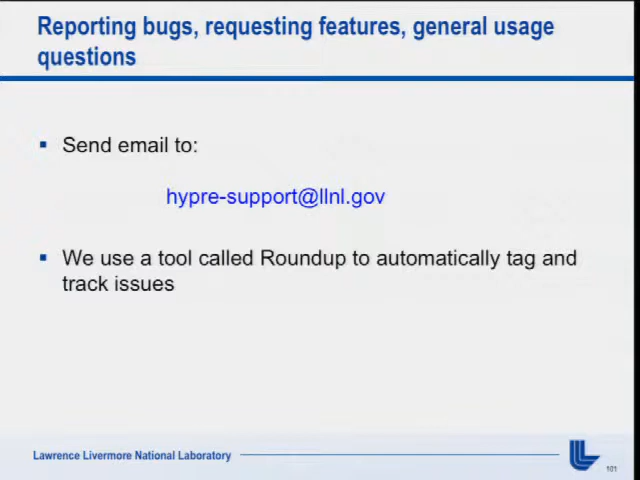 Reporting bugs, requesting features, general usage
questions
▪ Send email to:
hypre-support@llnl.gov
▪ We use a tool called Roundup to automatically tag and
track issues
Lawrence Livermore National Laboratory
101